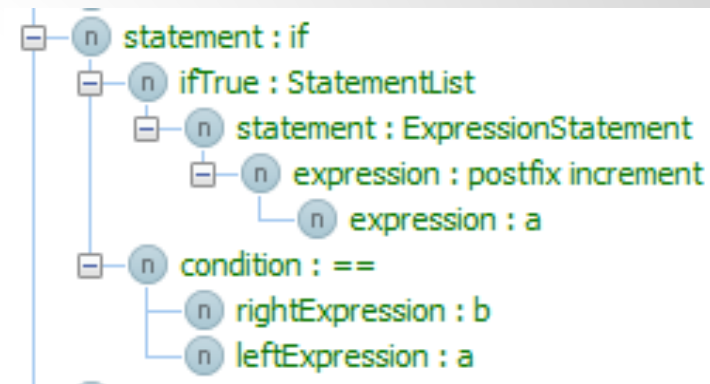 n statement : if
n ifTrue : StatementList
n statement : ExpressionStatement
n expression : postfix increment
n expression : a
n condition : ==
n rightExpression : b
n leftExpression : a